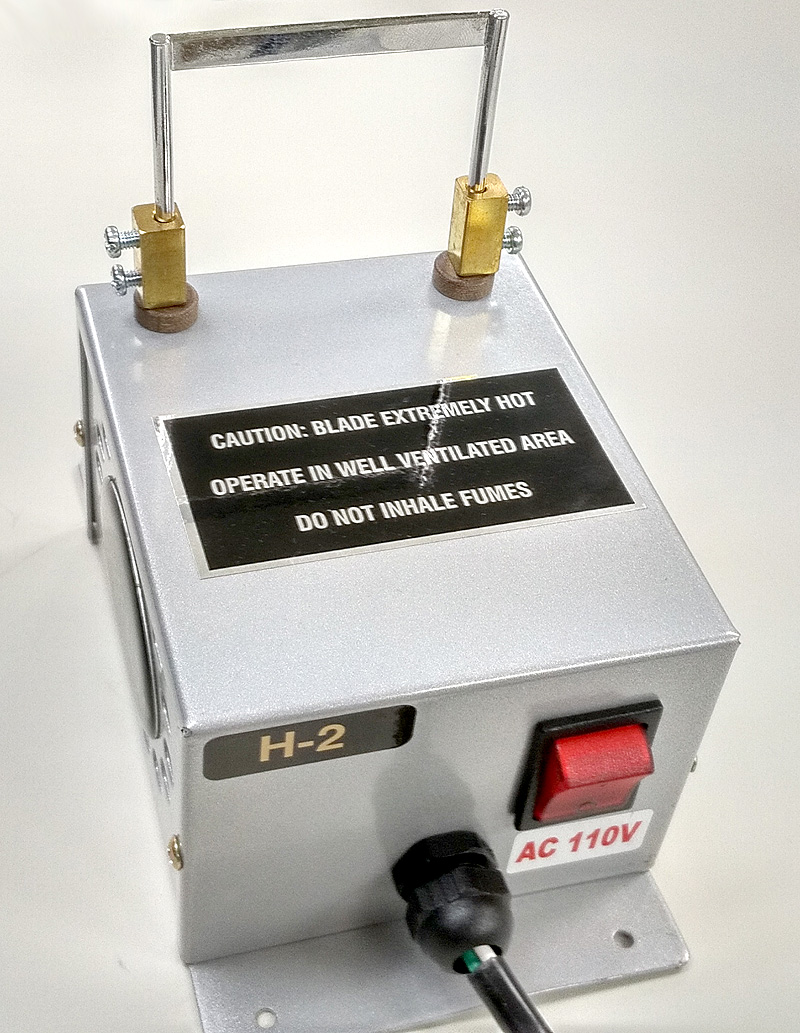 CAUTION: BLADE EXTREMELY HOT
OPERATE IN WELL VENTILATED AREA
DO NOT INHALE FUMES
H-2
AC 110V